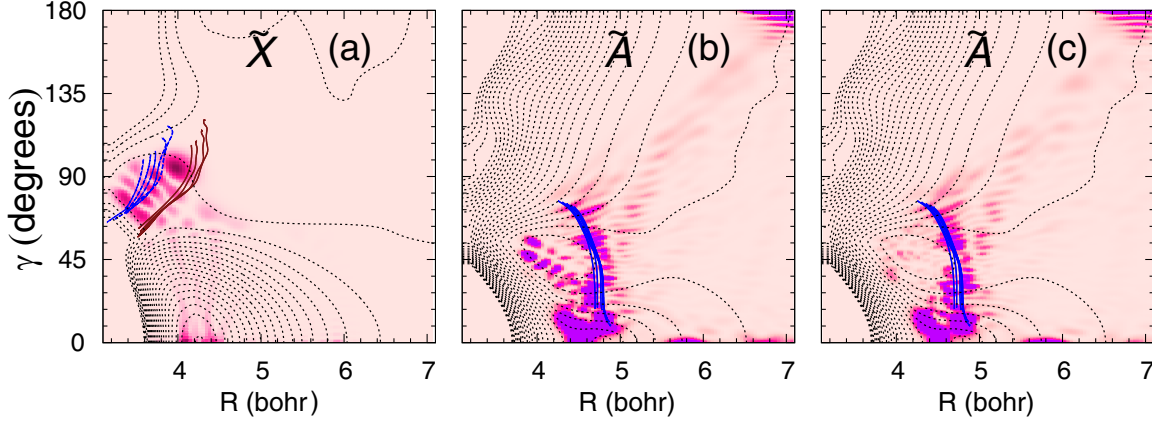 180
135
90
45
0
γ (degrees)
X̃ (a)
Ã (b)
Ã (c)
4 5 6 7
4 5 6 7
4 5 6 7
R (bohr)
R (bohr)
R (bohr)